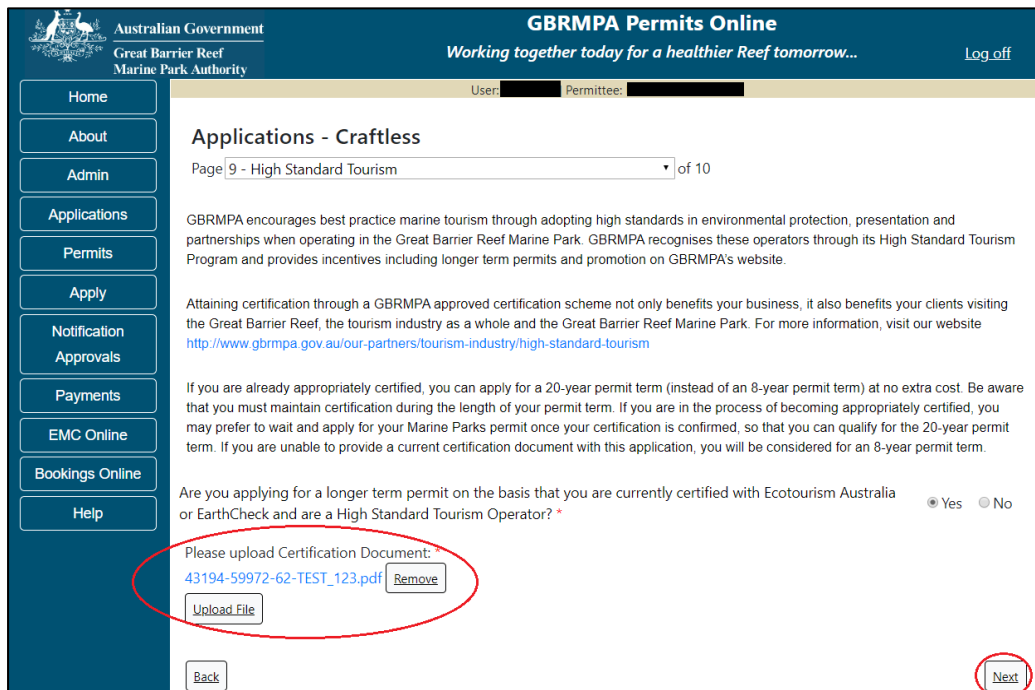 Australian Government
Great Barrier Reef
Marine Park Authority
GBRMPA Permits Online
Working together today for a healthier Reef tomorrow...
Log off
User: Permittee:
Home
About
Admin
Applications
Permits
Apply
Notification
Approvals
Payments
EMC Online
Bookings Online
Help
Applications - Craftless
Page 9 - High Standard Tourism of 10
GBRMPA encourages best practice marine tourism through adopting high standards in environmental protection, presentation and
partnerships when operating in the Great Barrier Reef Marine Park. GBRMPA recognises these operators through its High Standard Tourism
Program and provides incentives including longer term permits and promotion on GBRMPA's website.
Attaining certification through a GBRMPA approved certification scheme not only benefits your business, it also benefits your clients visiting
the Great Barrier Reef, the tourism industry as a whole and the Great Barrier Reef Marine Park. For more information, visit our website
http://www.gbrmpa.gov.au/our-partners/tourism-industry/high-standard-tourism
If you are already appropriately certified, you can apply for a 20-year permit term (instead of an 8-year permit term) at no extra cost. Be aware
that you must maintain certification during the length of your permit term. If you are in the process of becoming appropriately certified, you
may prefer to wait and apply for your Marine Parks permit once your certification is confirmed, so that you can qualify for the 20-year permit
term. If you are unable to provide a current certification document with this application, you will be considered for an 8-year permit term.
Are you applying for a longer term permit on the basis that you are currently certified with Ecotourism Australia
or EarthCheck and are a High Standard Tourism Operator? *
Yes No
Please upload Certification Document: *
43194-59972-62-TEST_123.pdf Remove
Upload File
Back
Next